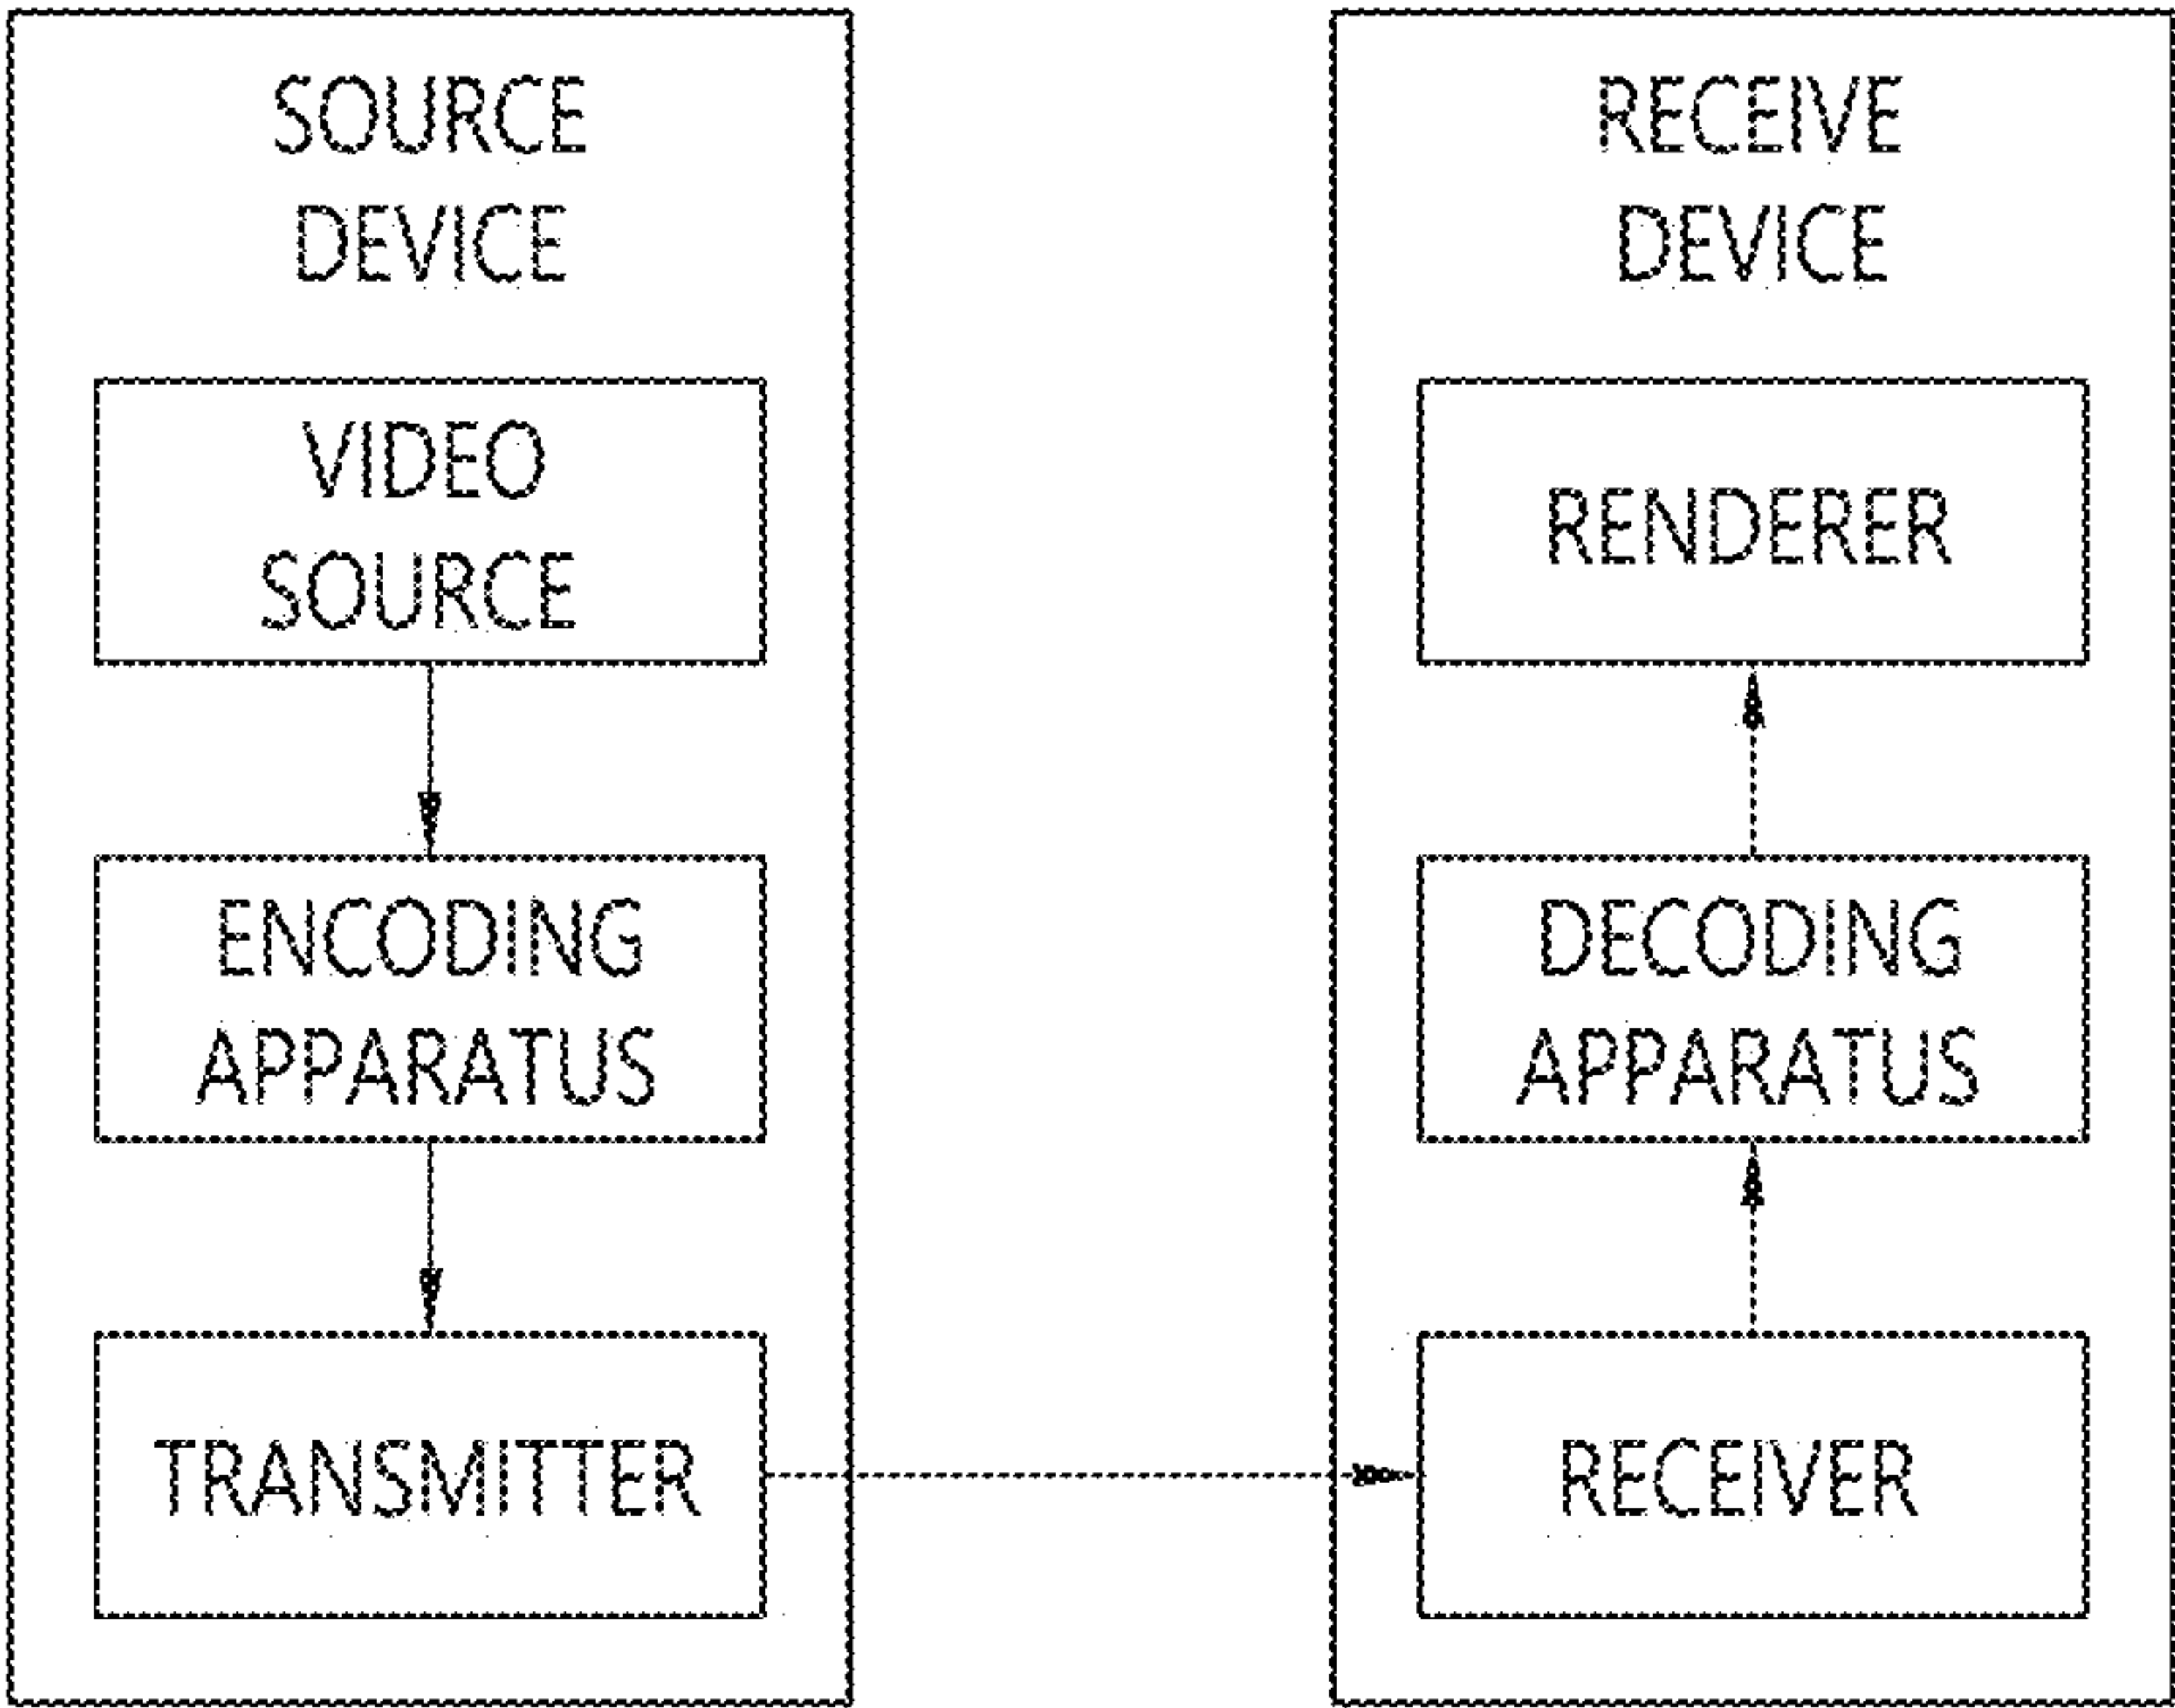 SOURCE
DEVICE
VIDEO
SOURCE
ENCODING
APPARATUS
TRANSMITTER
RECEIVE
DEVICE
RENDERER
DECODING
APPARATUS
RECEIVER